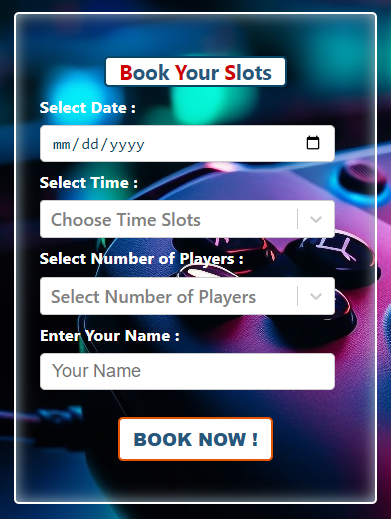 Book Your Slots
Select Date :
mm/dd/yyyy
Select Time :
Choose Time Slots
Select Number of Players :
Select Number of Players
Enter Your Name :
Your Name
BOOK NOW !